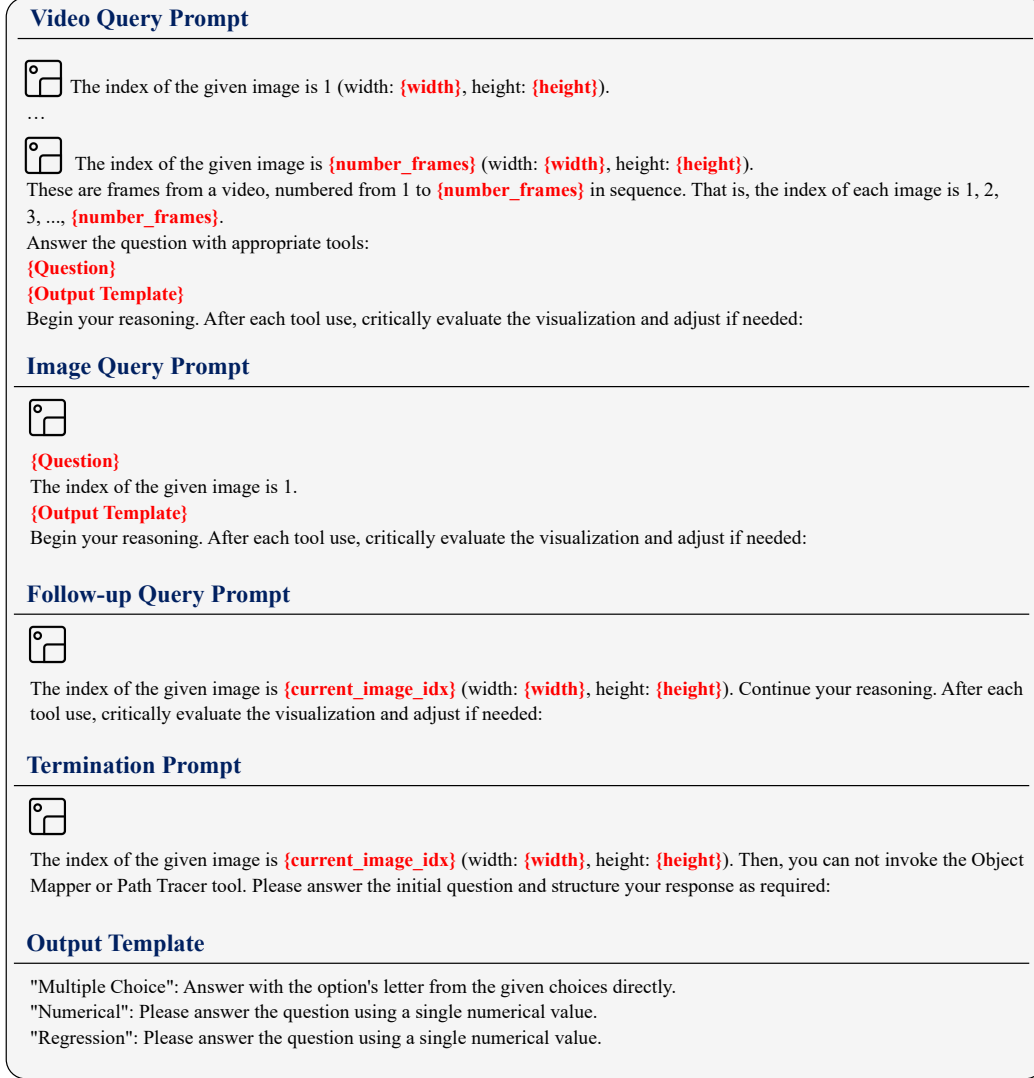 Video Query Prompt
The index of the given image is 1 (width: {width}, height: {height}).
…
The index of the given image is {number_frames} (width: {width}, height: {height}).
These are frames from a video, numbered from 1 to {number_frames} in sequence. That is, the index of each image is 1, 2,
3, ..., {number_frames}.
Answer the question with appropriate tools:
{Question}
{Output Template}
Begin your reasoning. After each tool use, critically evaluate the visualization and adjust if needed:
Image Query Prompt
{Question}
The index of the given image is 1.
{Output Template}
Begin your reasoning. After each tool use, critically evaluate the visualization and adjust if needed:
Follow-up Query Prompt
The index of the given image is {current_image_idx} (width: {width}, height: {height}). Continue your reasoning. After each
tool use, critically evaluate the visualization and adjust if needed:
Termination Prompt
The index of the given image is {current_image_idx} (width: {width}, height: {height}). Then, you can not invoke the Object
Mapper or Path Tracer tool. Please answer the initial question and structure your response as required:
Output Template
"Multiple Choice": Answer with the option's letter from the given choices directly.
"Numerical": Please answer the question using a single numerical value.
"Regression": Please answer the question using a single numerical value.